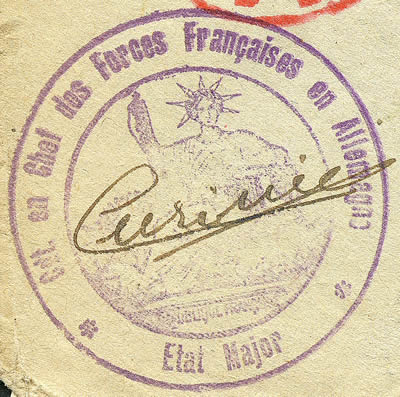 Cdt. en Chef des Forces Françaises en Allemagne
Etat Major